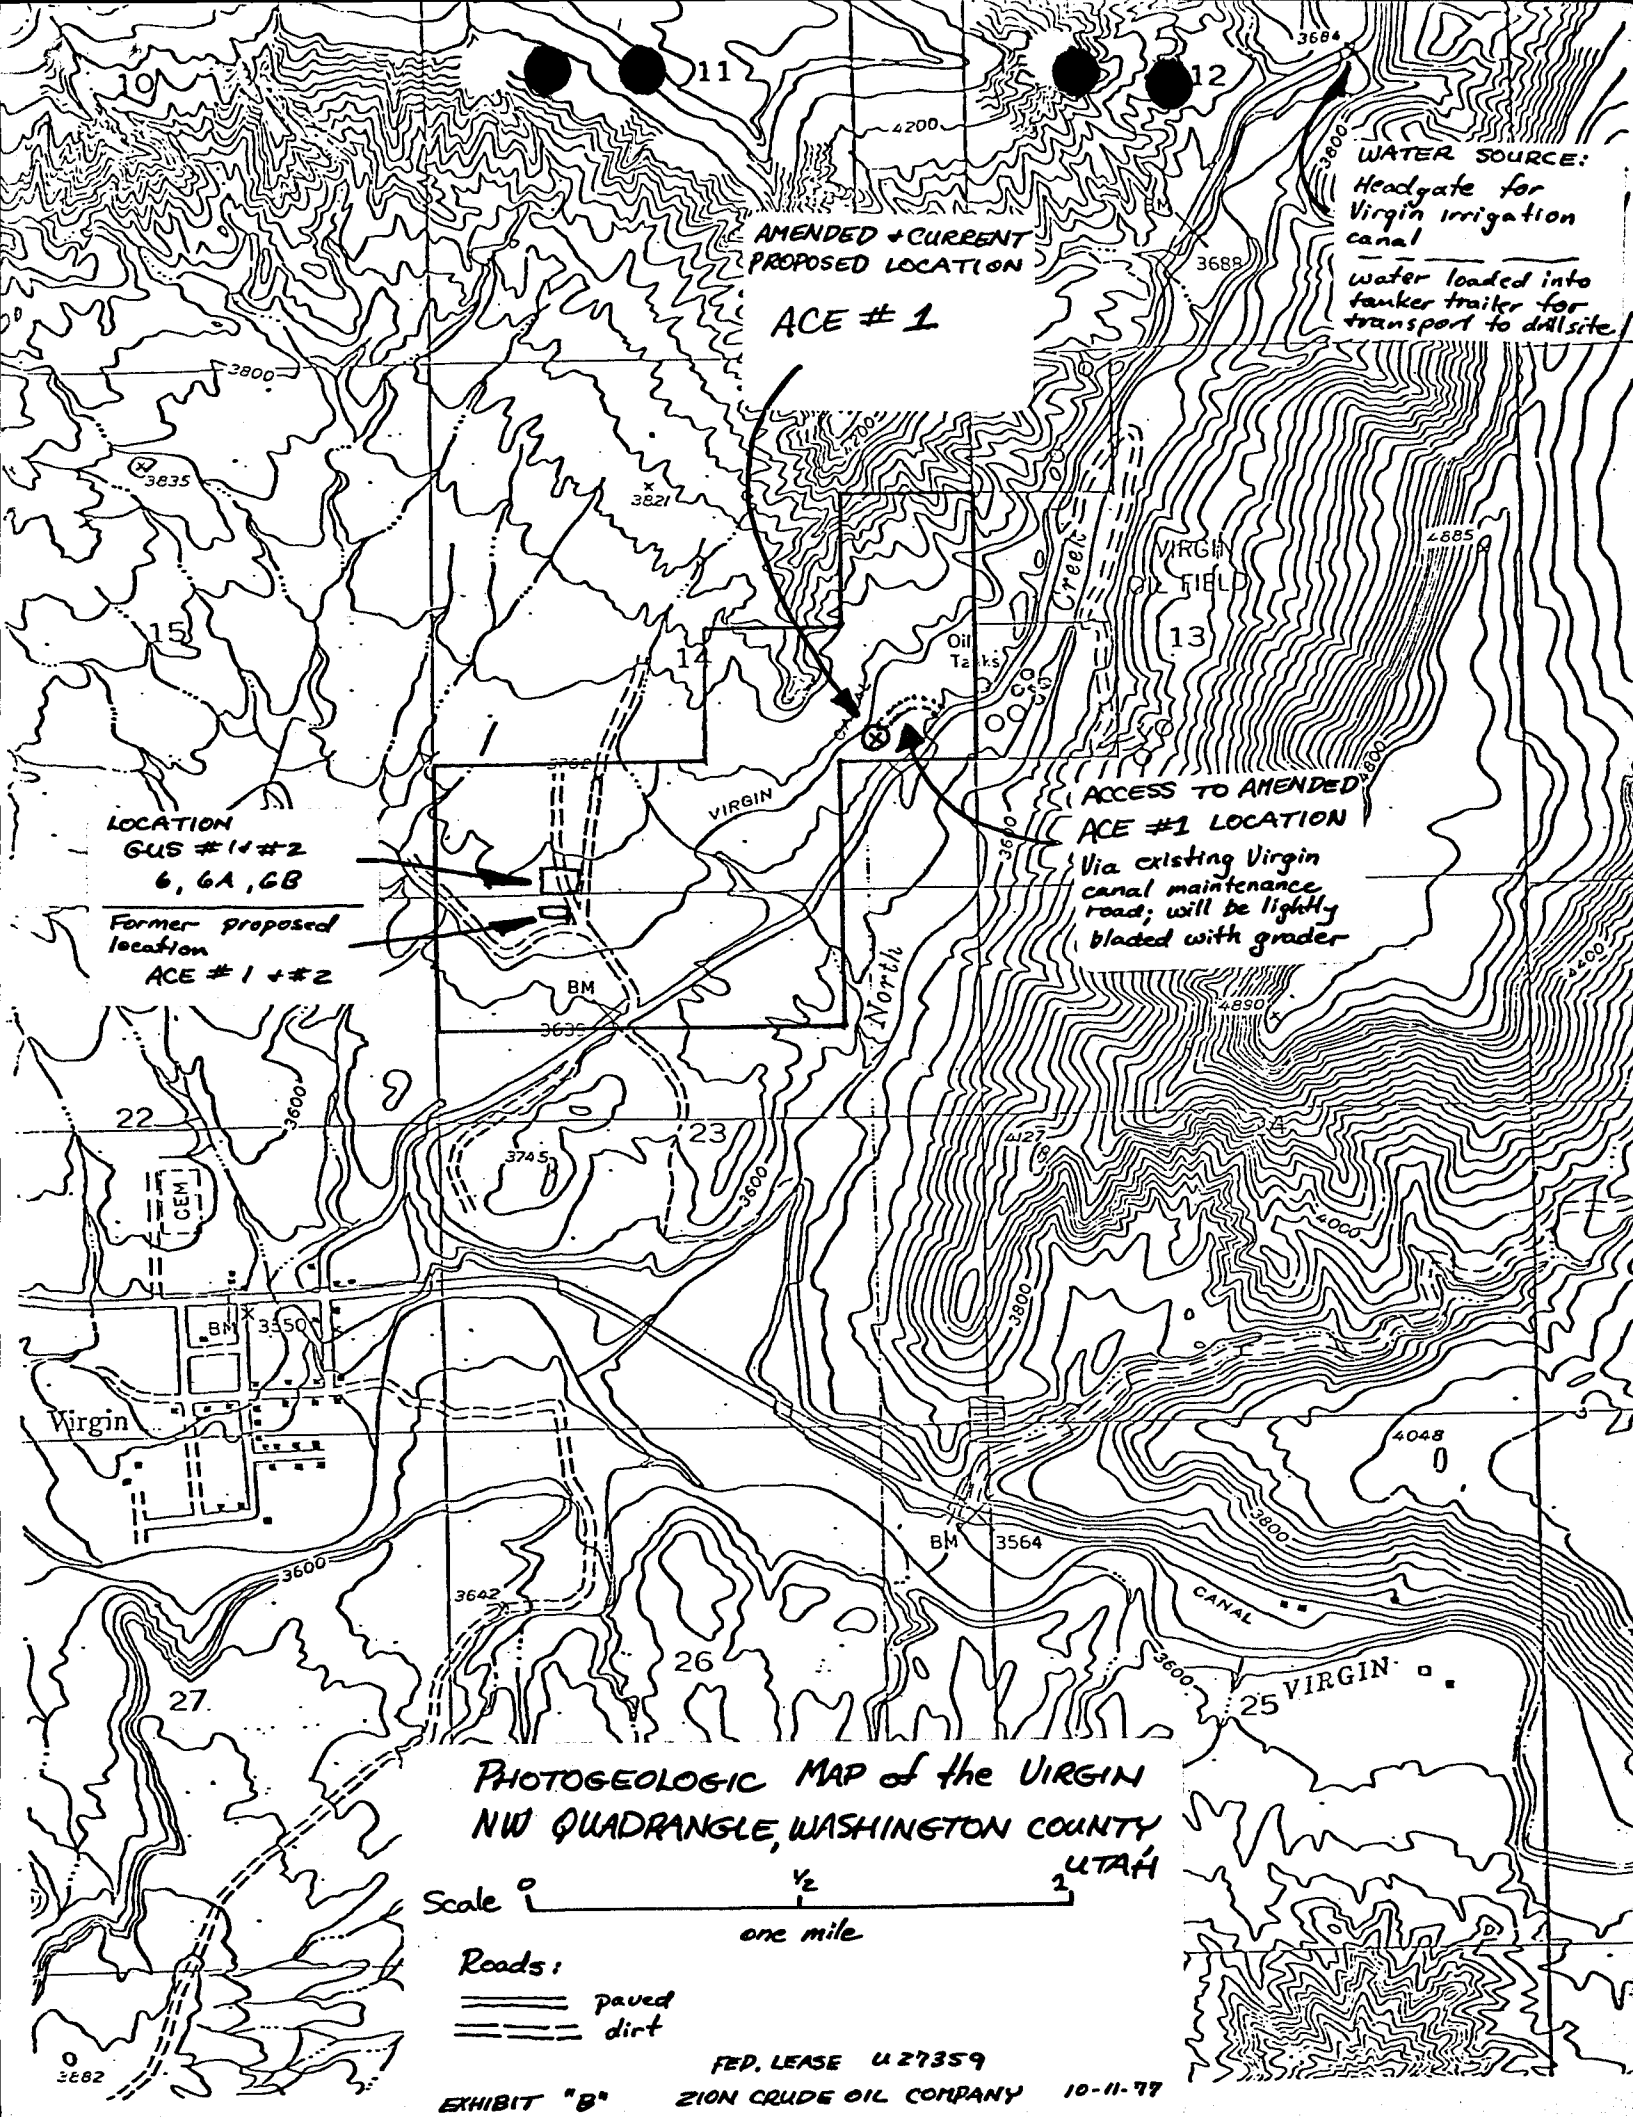 3684
10
11
12
4200
3800
WATER SOURCE:
Headgate for
Virgin irrigation
canal
water loaded into
tanker trailer for
transport to drillsite
AMENDED + CURRENT
PROPOSED LOCATION
ACE # 1
3688
3800
3835
3821
4200
Creek
VIRGIN
OIL FIELD
4885
15
14
13
Oil
Tanks
CANAL
3762
VIRGIN
4800
ACCESS TO AMENDED
ACE #1 LOCATION
Via existing Virgin
canal maintenance
road; will be lightly
bladed with grader
3600
LOCATION
GUS #1+#2
6, 6A, 6B
Former proposed
location
ACE #1 + #2
North
BM
4400
4890
3600
22
23
3745
4127
3600
CEM
4000
3800
BM
3550
Virgin
4048
BM
3564
3800
3600
3642
CANAL
3600
26
27
25
VIRGIN
PHOTOGEOLOGIC MAP of the VIRGIN
NW QUADRANGLE, WASHINGTON COUNTY,
UTAH
Scale
0
1/2
1
one mile
Roads:
paved
dirt
FED. LEASE U 27359
EXHIBIT "B"
ZION CRUDE OIL COMPANY
10-11-77